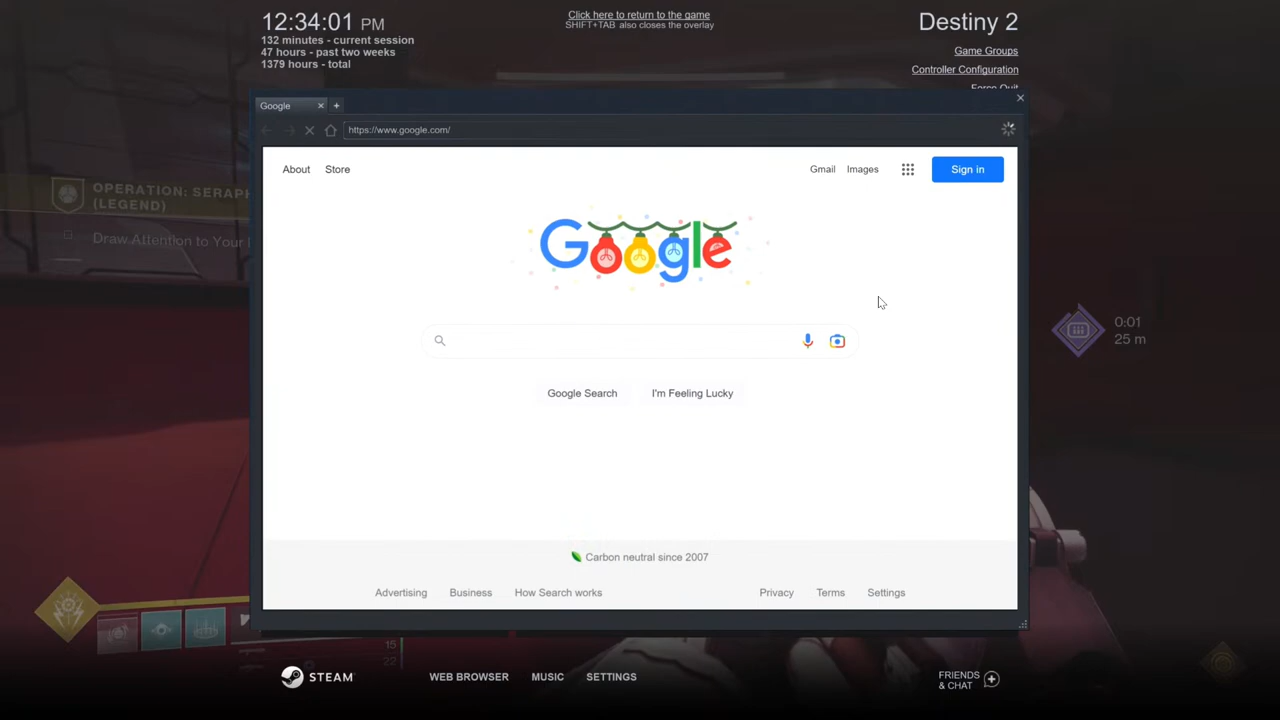 12:34:01 PM
132 minutes - current session
47 hours - past two weeks
1379 hours - total
Click here to return to the game
SHIFT+TAB also closes the overlay
Destiny 2
Game Groups
Controller Configuration
Force Quit
Google
https://www.google.com/
About Store
Gmail Images Sign in
Google
Google Search I'm Feeling Lucky
Carbon neutral since 2007
Advertising Business How Search works Privacy Terms Settings
OPERATION: SERAPH
(LEGEND)
Draw Attention to Your
0:01
25 m
15
22
STEAM
WEB BROWSER MUSIC SETTINGS
FRIENDS
& CHAT